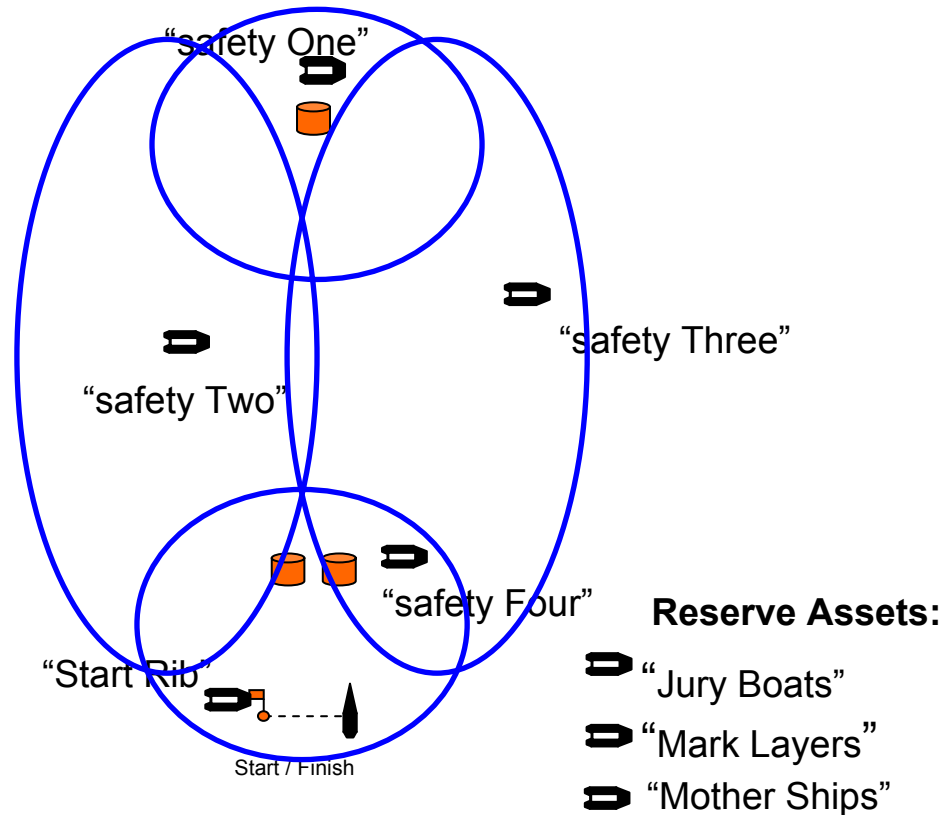 “safety One”
“safety Three”
“safety Two”
“safety Four”
“Start Rib”
Start / Finish
Reserve Assets:
“Jury Boats”
“Mark Layers”
“Mother Ships”